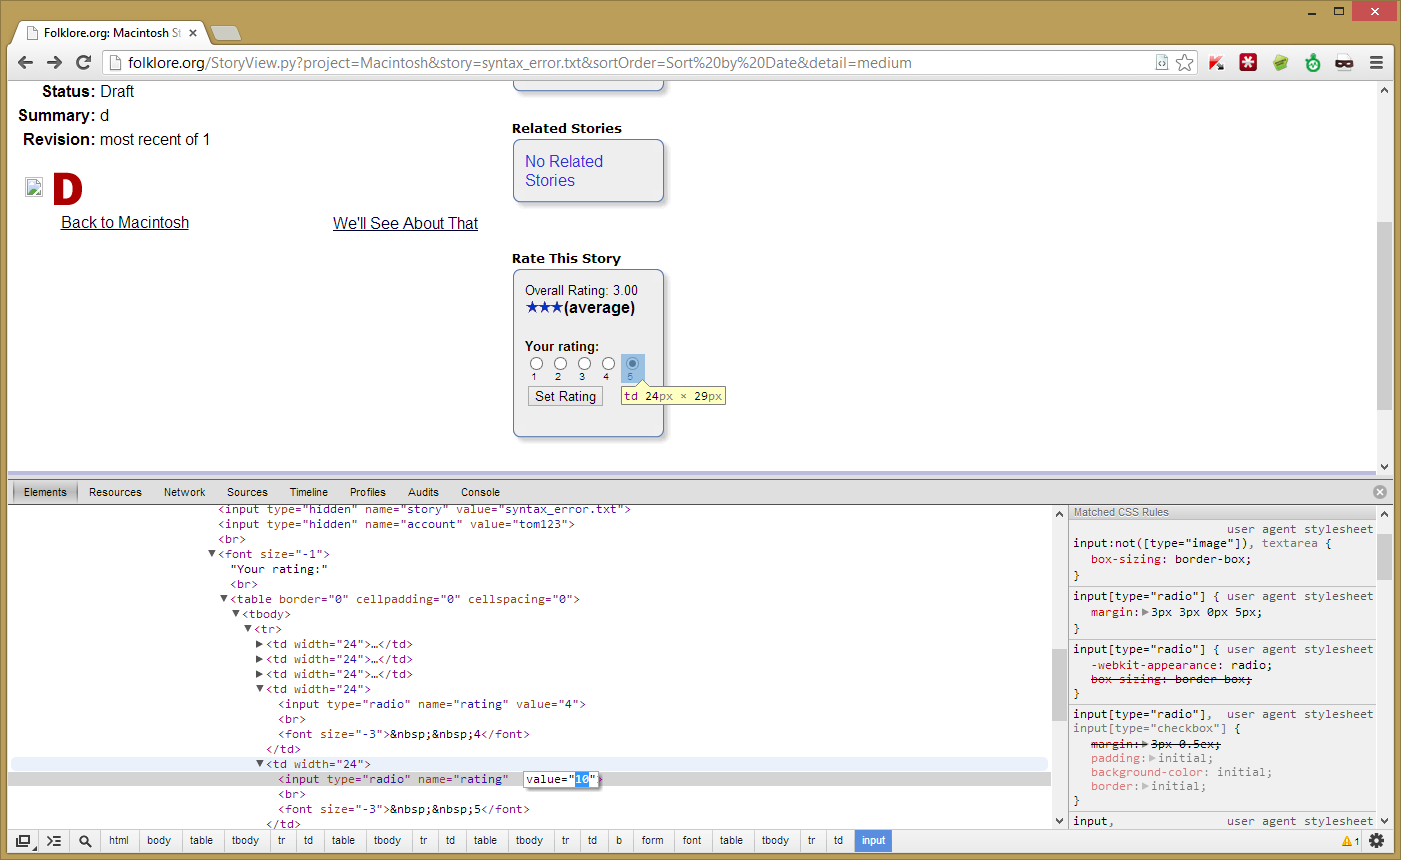 Folklore.org: Macintosh St
folklore.org/StoryView.py?project=Macintosh&story=syntax_error.txt&sortOrder=Sort%20by%20Date&detail=medium
Status: Draft
Summary: d
Revision: most recent of 1
D
Back to Macintosh
We'll See About That
Related Stories
No Related
Stories
Rate This Story
Overall Rating: 3.00
★★★(average)
Your rating:
1 2 3 4 5
Set Rating
td 24px × 29px
Elements Resources Network Sources Timeline Profiles Audits Console
<input type="hidden" name="story" value="syntax_error.txt">
<input type="hidden" name="account" value="tom123">
<br>
▼<font size="-1">
"Your rating:"
<br>
▼<table border="0" cellpadding="0" cellspacing="0">
▼<tbody>
▼<tr>
▶<td width="24">…</td>
▶<td width="24">…</td>
▶<td width="24">…</td>
▼<td width="24">
<input type="radio" name="rating" value="4">
<br>
<font size="-3">&nbsp;&nbsp;4</font>
</td>
▼<td width="24">
<input type="radio" name="rating" value="10">
<br>
<font size="-3">&nbsp;&nbsp;5</font>
</td>
Matched CSS Rules
user agent stylesheet
input:not([type="image"]), textarea {
box-sizing: border-box;
}
input[type="radio"] { user agent stylesheet
margin:▶3px 3px 0px 5px;
}
input[type="radio"] { user agent stylesheet
-webkit-appearance: radio;
box-sizing: border-box;
}
input[type="radio"], user agent stylesheet
input[type="checkbox"] {
margin:▶3px 0.5ex;
padding:▶initial;
background-color: initial;
border:▶initial;
}
input, user agent stylesheet
html body table tbody tr td table tbody tr td table tbody tr td b form font table tbody tr td input
1